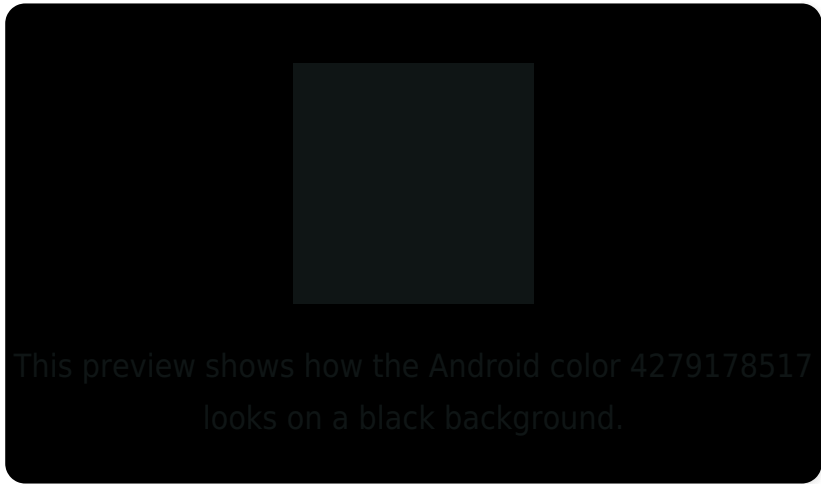 This preview shows how the Android color 4279178517
looks on a black background.